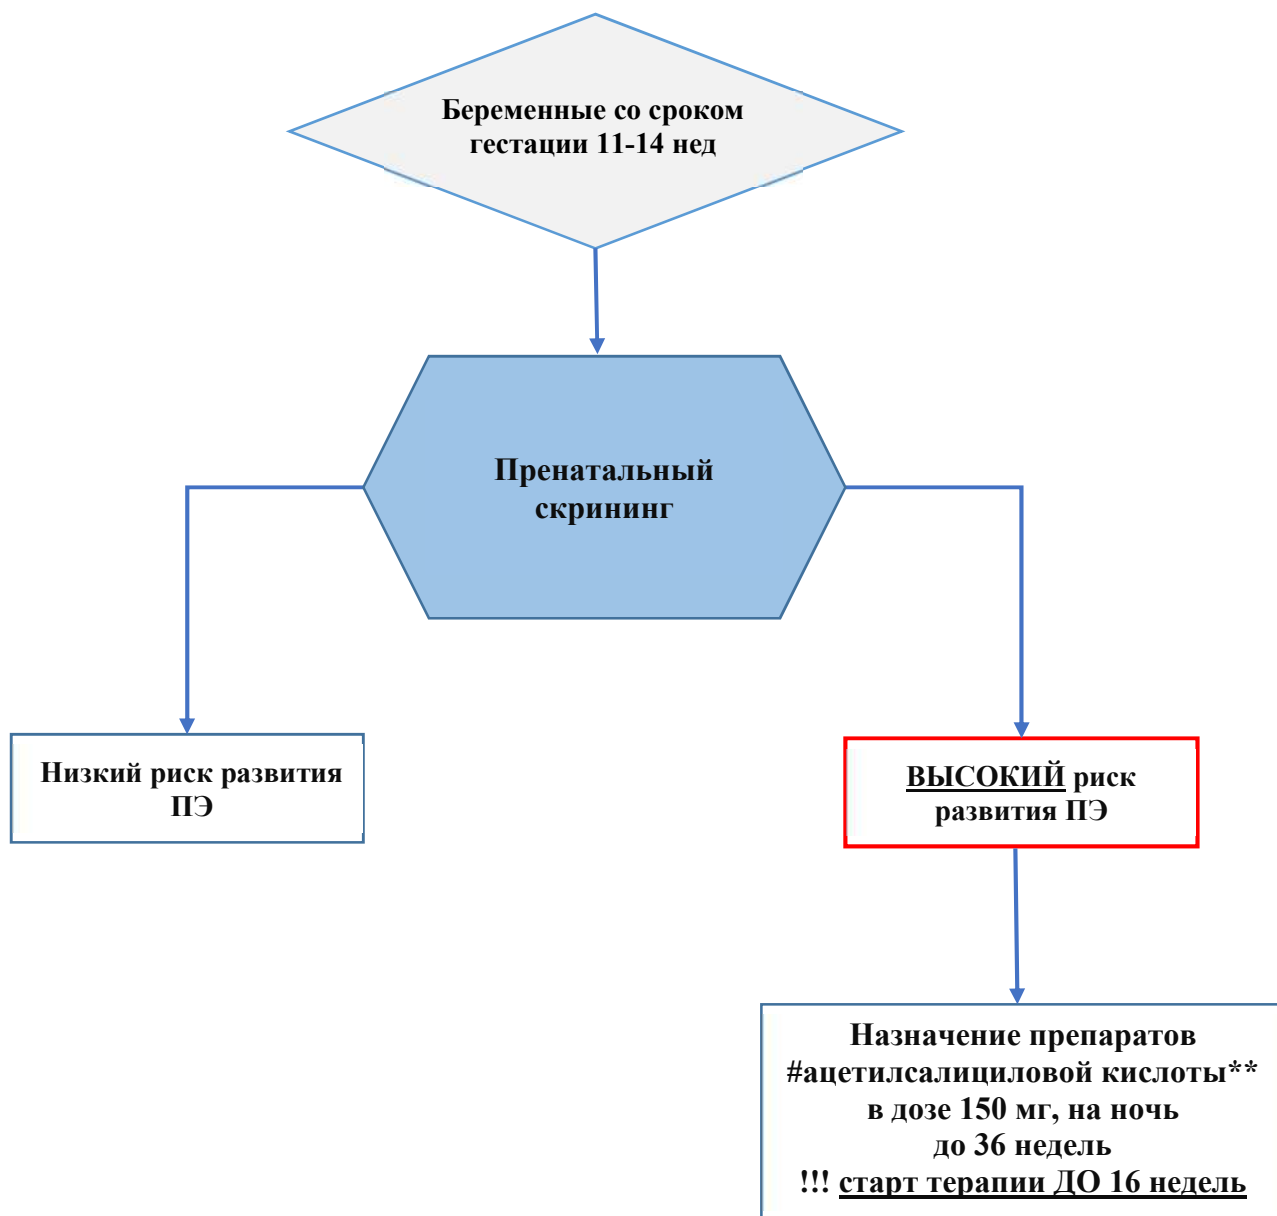 Беременные со сроком
гестации 11-14 нед
Пренатальный
скрининг
Низкий риск развития
ПЭ
ВЫСОКИЙ риск
развития ПЭ
Назначение препаратов
#ацетилсалициловой кислоты**
в дозе 150 мг, на ночь
до 36 недель
!!! старт терапии ДО 16 недель